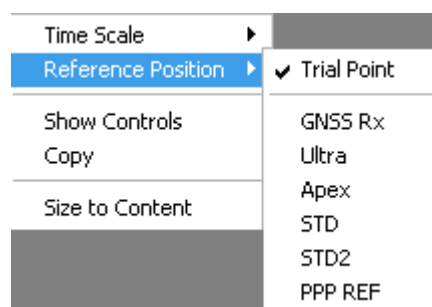 Time Scale
Reference Position
Show Controls
Copy
Size to Content
Trial Point
GNSS Rx
Ultra
Apex
STD
STD2
PPP REF